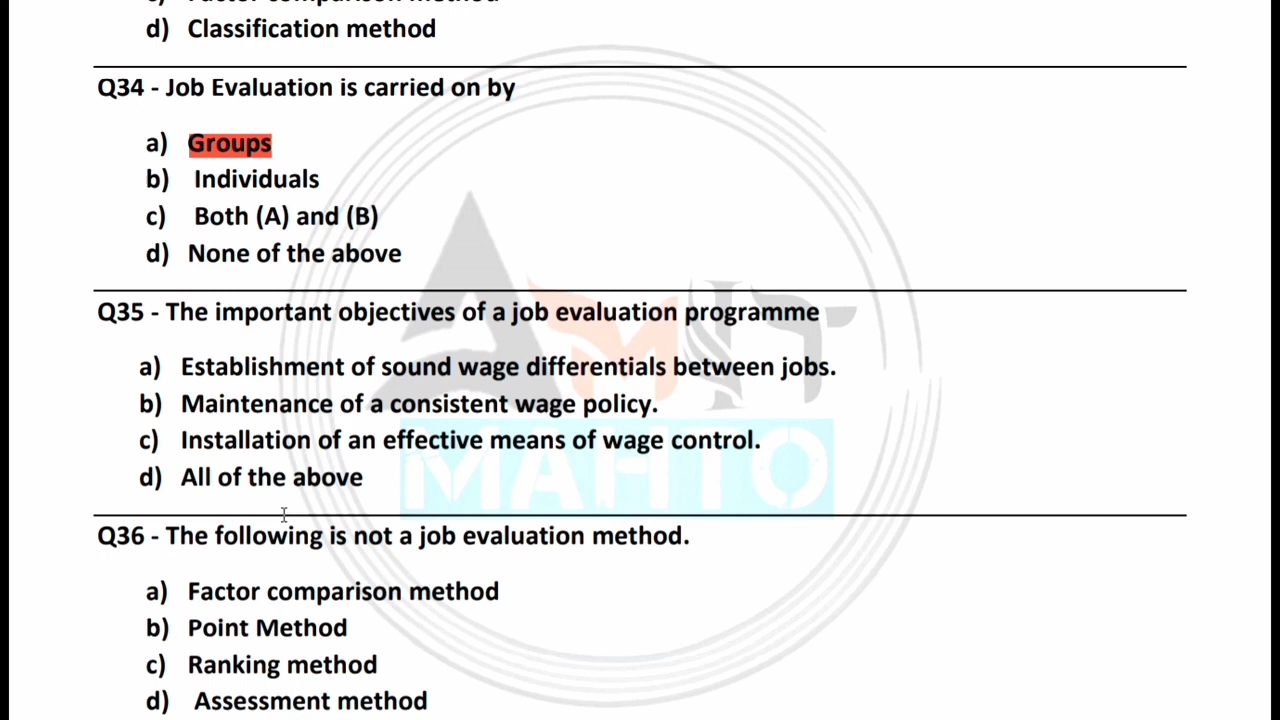 d) Classification method
Q34 - Job Evaluation is carried on by
a) Groups
b) Individuals
c) Both (A) and (B)
d) None of the above
Q35 - The important objectives of a job evaluation programme
a) Establishment of sound wage differentials between jobs.
b) Maintenance of a consistent wage policy.
c) Installation of an effective means of wage control.
d) All of the above
Q36 - The following is not a job evaluation method.
a) Factor comparison method
b) Point Method
c) Ranking method
d) Assessment method
AMIT
MAHTO